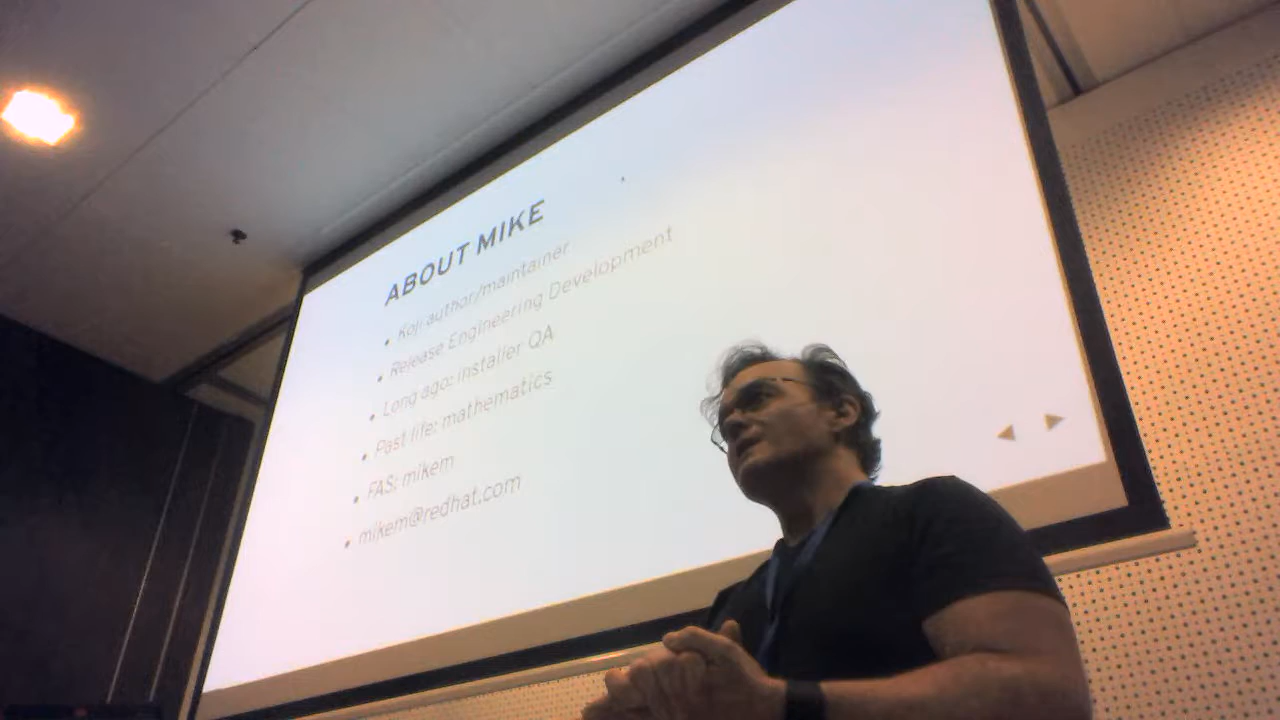 ABOUT MIKE
• Koji author/maintainer
• Release Engineering Development
• Long ago: installer QA
• Past life: mathematics
• FAS: mikem
• mikem@redhat.com